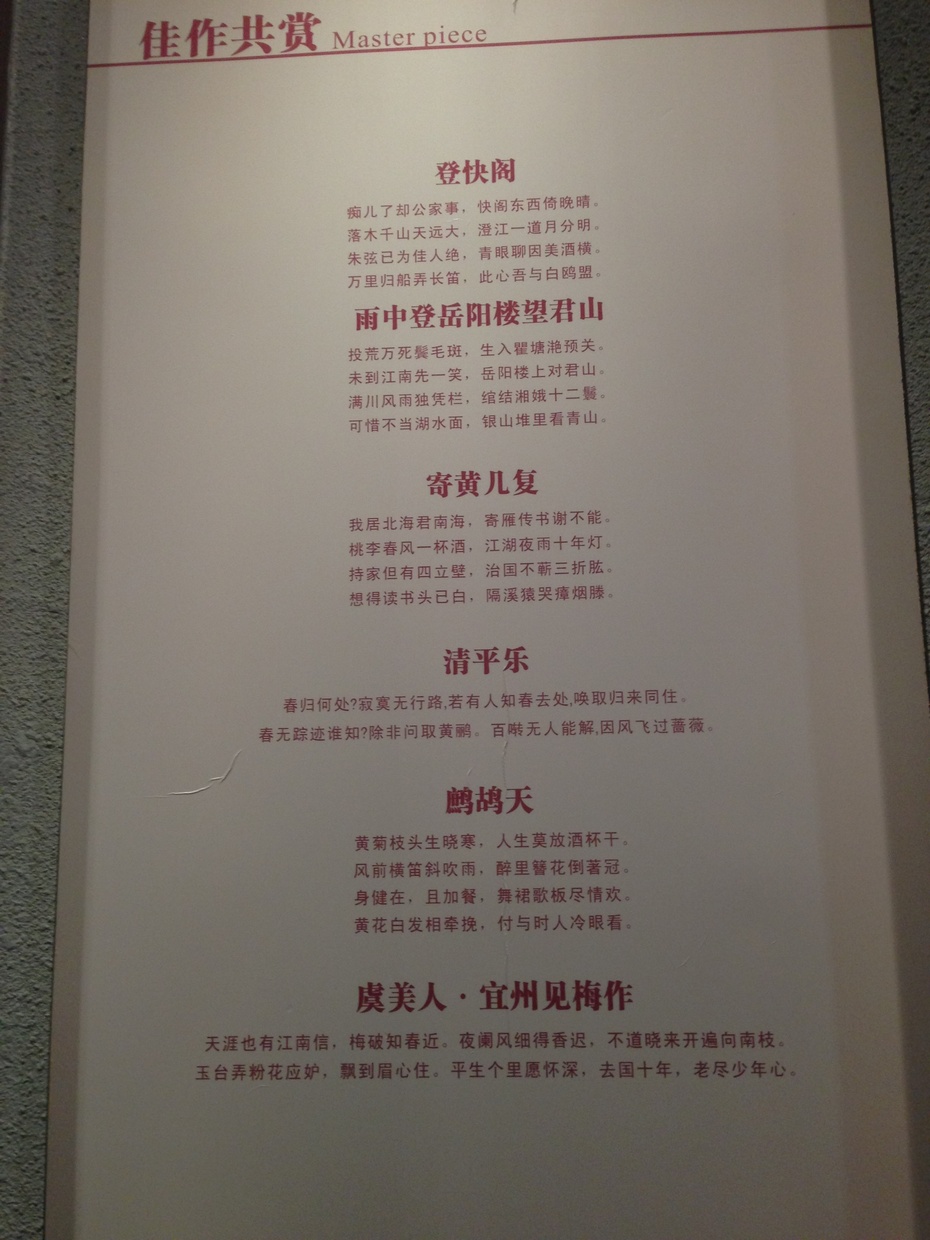 佳作共赏 Master piece
登快阁
痴儿了却公家事，快阁东西倚晚晴。
落木千山天远大，澄江一道月分明。
朱弦已为佳人绝，青眼聊因美酒横。
万里归船弄长笛，此心吾与白鸥盟。
雨中登岳阳楼望君山
投荒万死鬓毛斑，生入瞿塘滟预关。
未到江南先一笑，岳阳楼上对君山。
满川风雨独凭栏，绾结湘娥十二鬟。
可惜不当湖水面，银山堆里看青山。
寄黄几复
我居北海君南海，寄雁传书谢不能。
桃李春风一杯酒，江湖夜雨十年灯。
持家但有四立壁，治国不蕲三折肱。
想得读书头已白，隔溪猿哭瘴烟滕。
清平乐
春归何处?寂寞无行路,若有人知春去处,唤取归来同住。
春无踪迹谁知?除非问取黄鹂。百啭无人能解,因风飞过蔷薇。
鹧鸪天
黄菊枝头生晓寒，人生莫放酒杯干。
风前横笛斜吹雨，醉里簪花倒著冠。
身健在，且加餐，舞裙歌板尽情欢。
黄花白发相牵挽，付与时人冷眼看。
虞美人·宜州见梅作
天涯也有江南信，梅破知春近。夜阑风细得香迟，不道晓来开遍向南枝。
玉台弄粉花应妒，飘到眉心住。平生个里愿怀深，去国十年，老尽少年心。